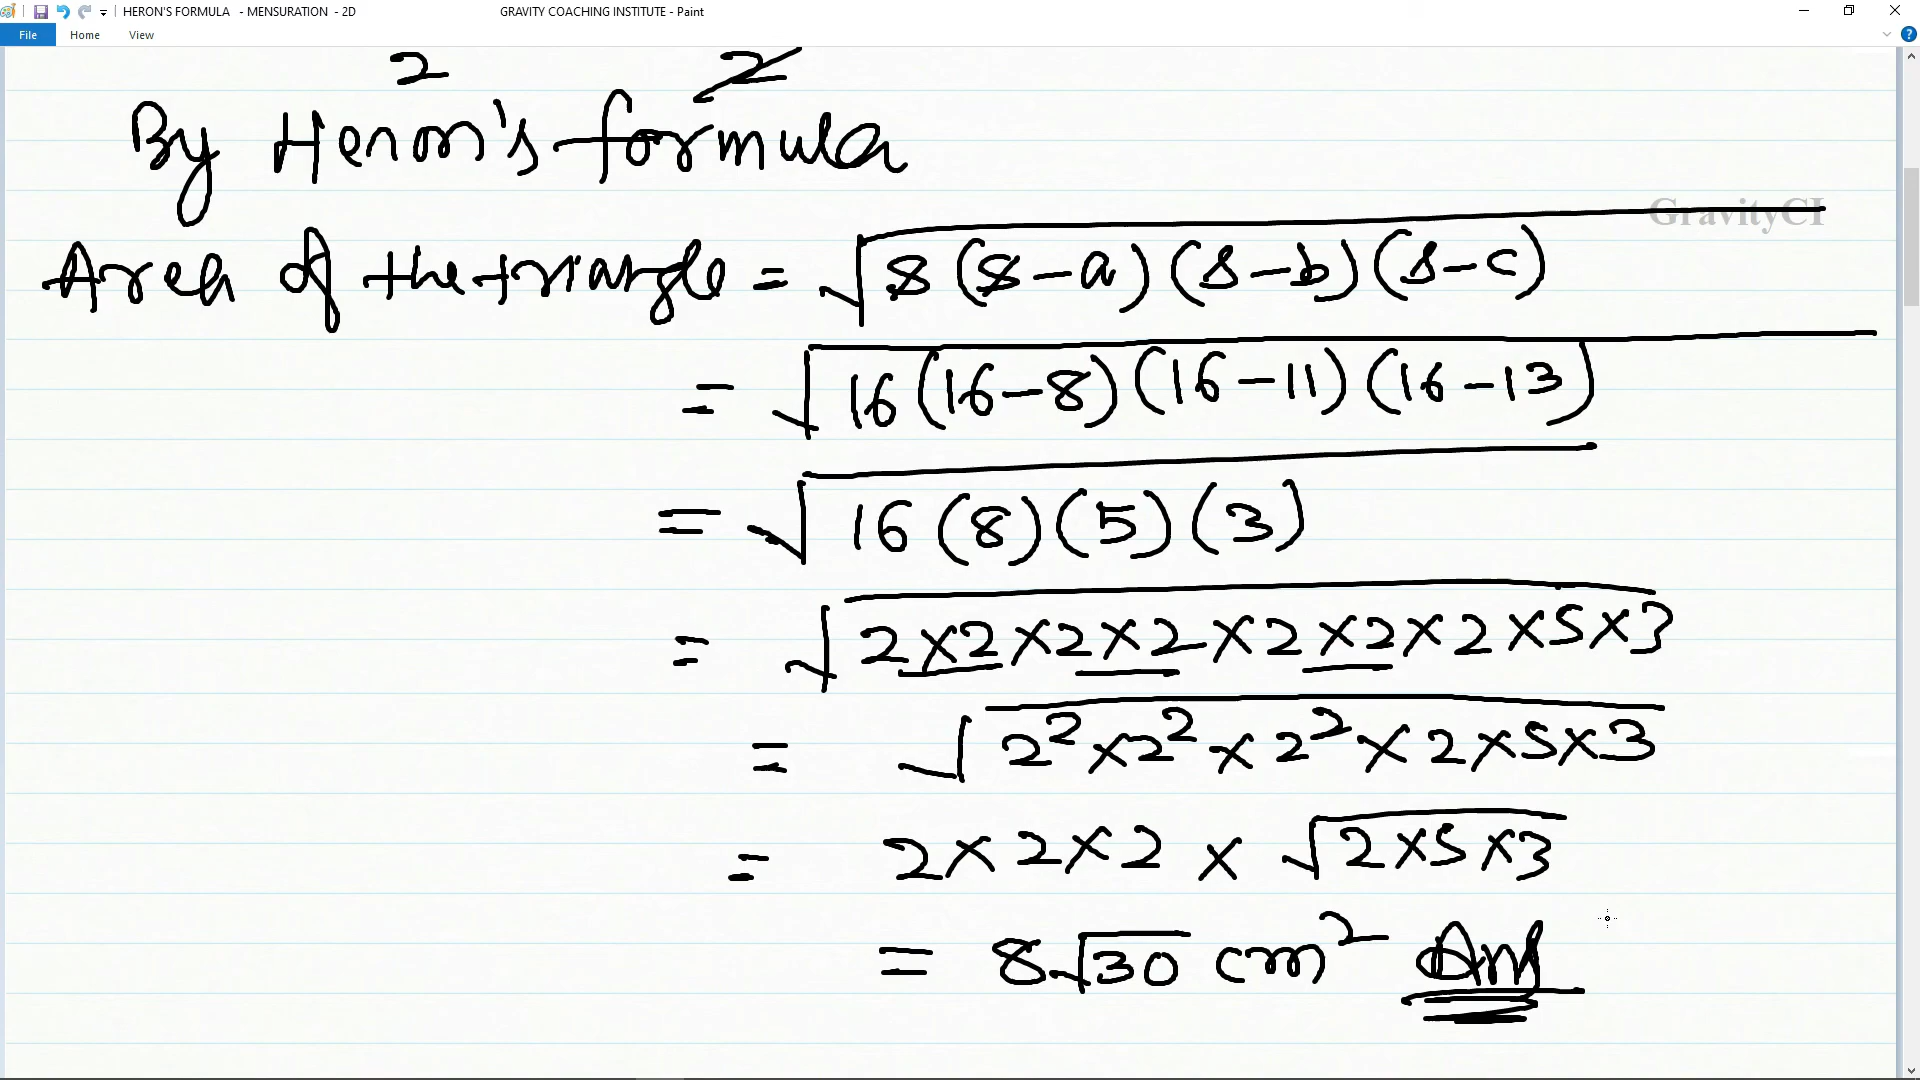 HERON'S FORMULA - MENSURATION - 2D GRAVITY COACHING INSTITUTE - Paint
File Home View
2 2
By Heron's formula
GravityCI
Area of the triangle = √s(s-a)(s-b)(s-c)
= √16(16-8)(16-11)(16-13)
= √16(8)(5)(3)
= √2×2×2×2×2×2×2×5×3
= √2²×2²×2²×2×5×3
= 2×2×2×√2×5×3
= 8√30 cm² Ans